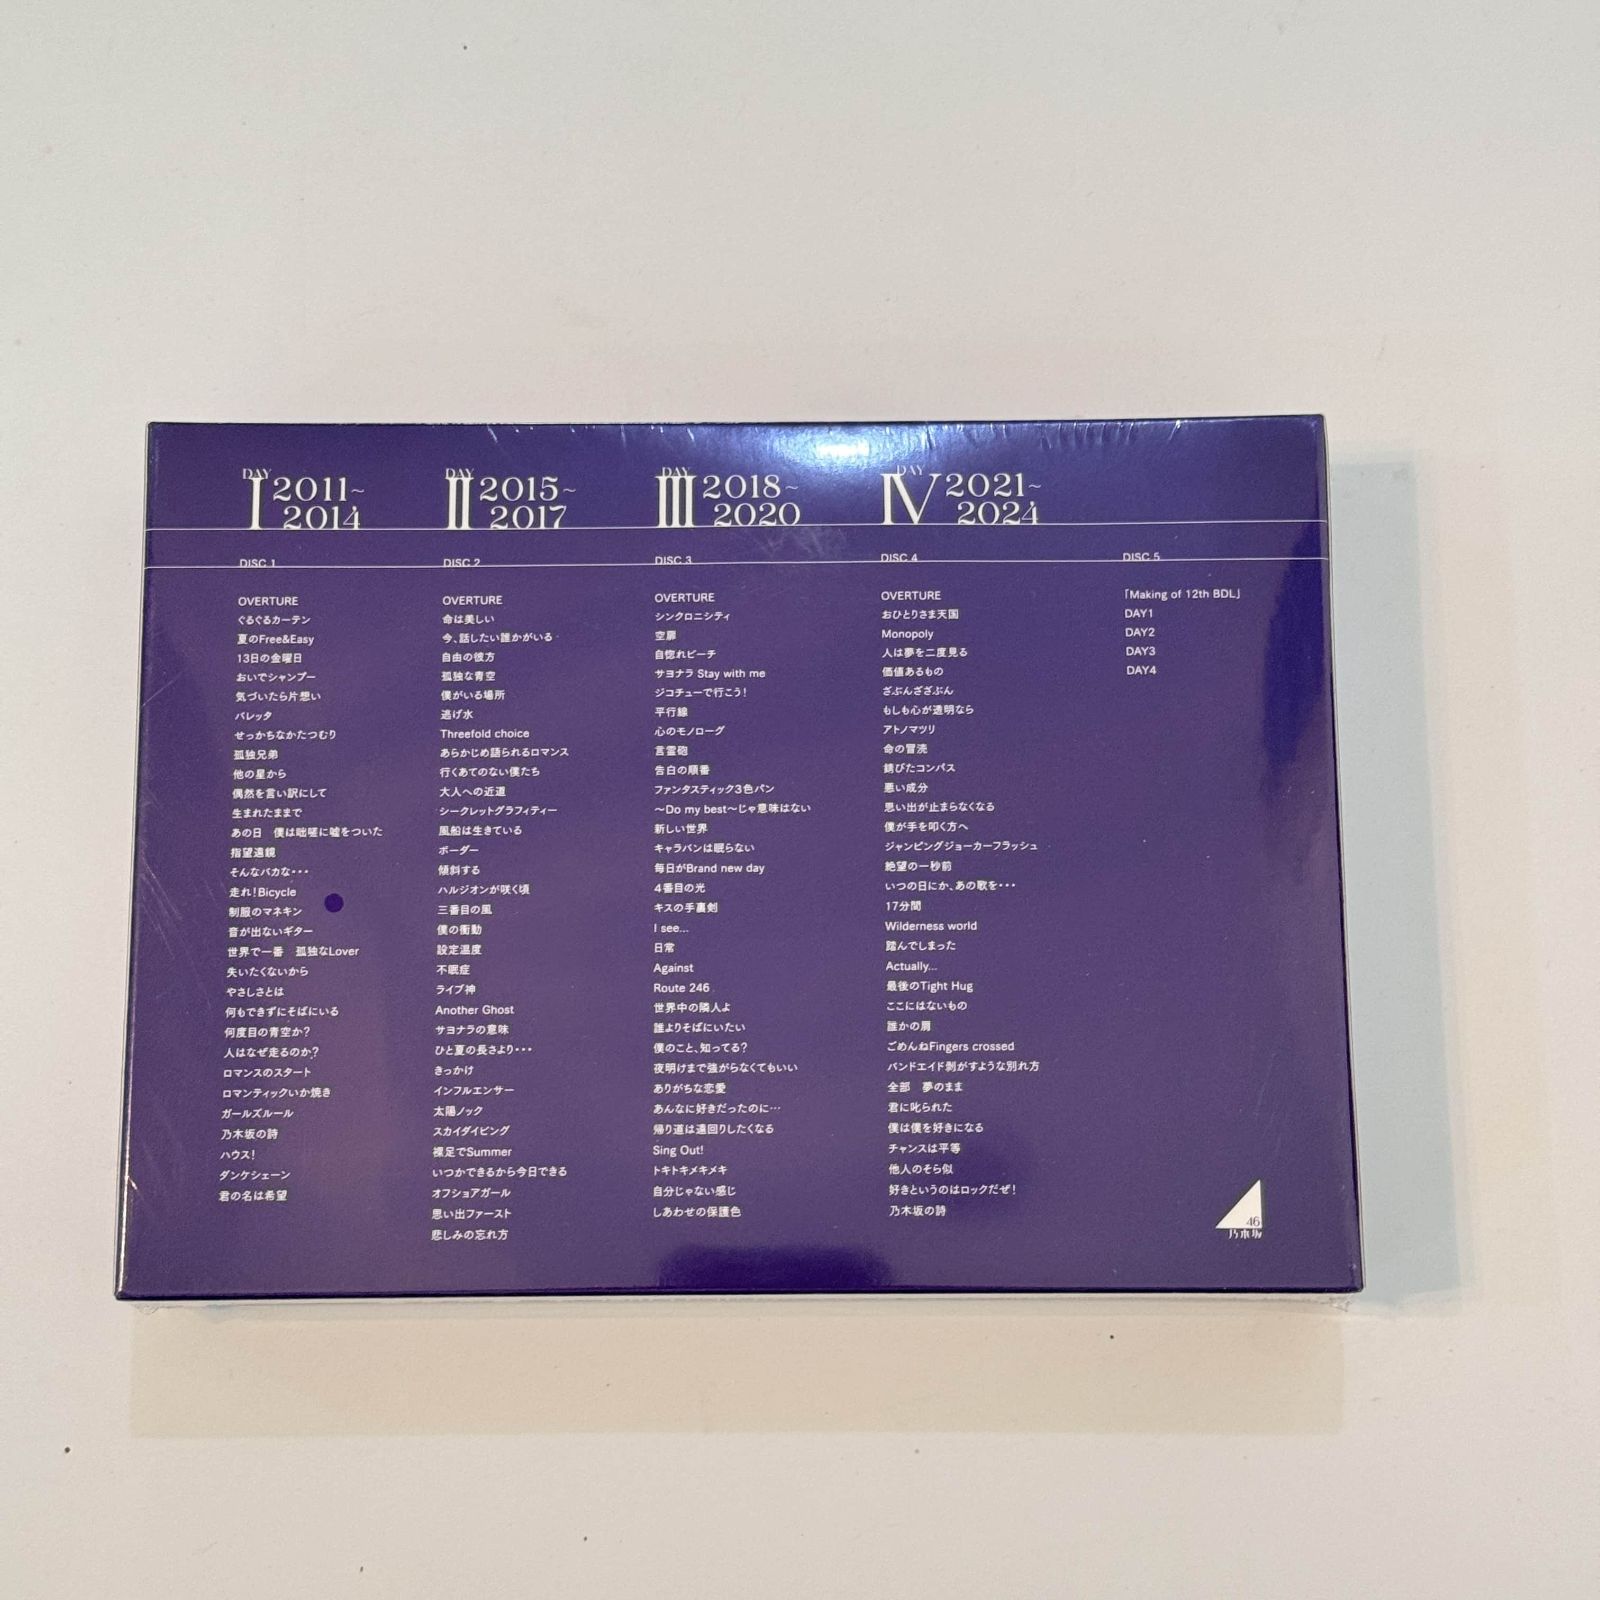 DAY
I 2011~
2014
DISC 1
OVERTURE
ぐるぐるカーテン
夏のFree&Easy
13日の金曜日
おいでシャンプー
気づいたら片想い
バレッタ
せっかちなかたつむり
孤独兄弟
他の星から
偶然を言い訳にして
生まれたままで
あの日　僕は咄嗟に嘘をついた
指望遠鏡
そんなバカな・・・
走れ！Bicycle
制服のマネキン
音が出ないギター
世界で一番　孤独なLover
失いたくないから
やさしさとは
何もできずにそばにいる
何度目の青空か？
人はなぜ走るのか？
ロマンスのスタート
ロマンティックいか焼き
ガールズルール
乃木坂の詩
ハウス！
ダンケシェーン
君の名は希望
DAY
II 2015~
2017
DISC 2
OVERTURE
命は美しい
今、話したい誰かがいる
自由の彼方
孤独な青空
僕がいる場所
逃げ水
Threefold choice
あらかじめ語られるロマンス
行くあてのない僕たち
大人への近道
シークレットグラフィティー
風船は生きている
ボーダー
傾斜する
ハルジオンが咲く頃
三番目の風
僕の衝動
設定温度
不眠症
ライブ神
Another Ghost
サヨナラの意味
ひと夏の長さより・・・
きっかけ
インフルエンサー
太陽ノック
スカイダイビング
裸足でSummer
いつかできるから今日できる
オフショアガール
思い出ファースト
悲しみの忘れ方
DAY
III 2018~
2020
DISC 3
OVERTURE
シンクロニシティ
空扉
自惚れビーチ
サヨナラ Stay with me
ジコチューで行こう！
平行線
心のモノローグ
言霊砲
告白の順番
ファンタスティック3色パン
～Do my best～じゃ意味はない
新しい世界
キャラバンは眠らない
毎日がBrand new day
4番目の光
キスの手裏剣
I see...
日常
Against
Route 246
世界中の隣人よ
誰よりそばにいたい
僕のこと、知ってる？
夜明けまで強がらなくてもいい
ありがちな恋愛
あんなに好きだったのに…
帰り道は遠回りしたくなる
Sing Out!
トキトキメキメキ
自分じゃない感じ
しあわせの保護色
DAY
IV 2021~
2024
DISC 4
OVERTURE
おひとりさま天国
Monopoly
人は夢を二度見る
価値あるもの
ざぶんざざぶん
もしも心が透明なら
アトノマツリ
命の冒涜
錆びたコンパス
悪い成分
思い出が止まらなくなる
僕が手を叩く方へ
ジャンピングジョーカーフラッシュ
絶望の一秒前
いつの日にか、あの歌を・・・
17分間
Wilderness world
踏んでしまった
Actually...
最後のTight Hug
ここにはないもの
誰かの肩
ごめんねFingers crossed
バンドエイド剥がすような別れ方
全部　夢のまま
君に叱られた
僕は僕を好きになる
チャンスは平等
他人のそら似
好きというのはロックだぜ！
乃木坂の詩
DISC 5
「Making of 12th BDL」
DAY1
DAY2
DAY3
DAY4
46
乃木坂